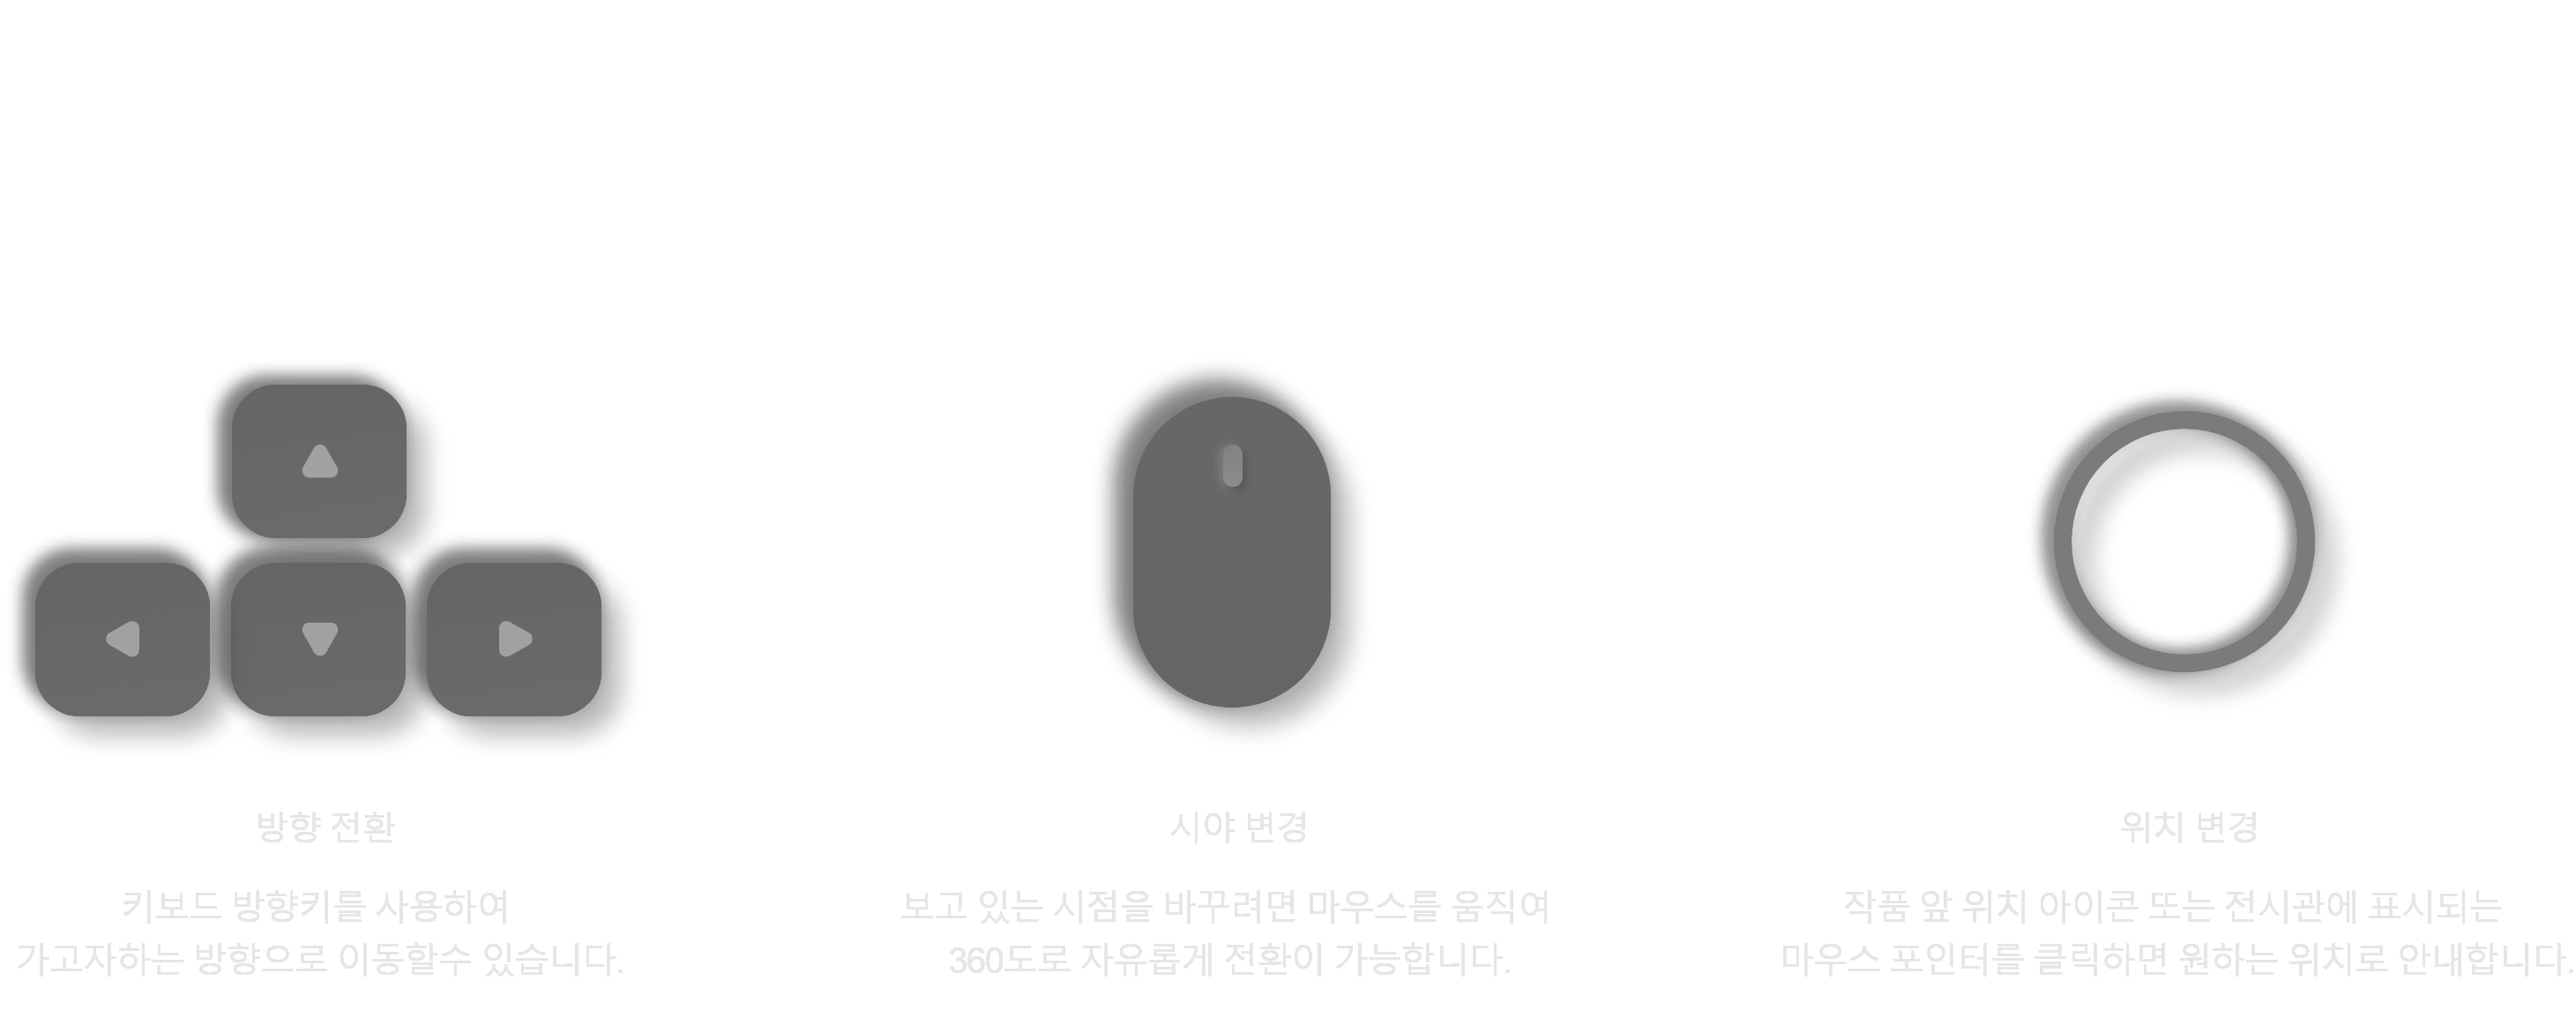 방향 전환
키보드 방향키를 사용하여
가고자하는 방향으로 이동할수 있습니다.
시야 변경
보고 있는 시점을 바꾸려면 마우스를 움직여
360도로 자유롭게 전환이 가능합니다.
위치 변경
작품 앞 위치 아이콘 또는 전시관에 표시되는
마우스 포인터를 클릭하면 원하는 위치로 안내합니다.